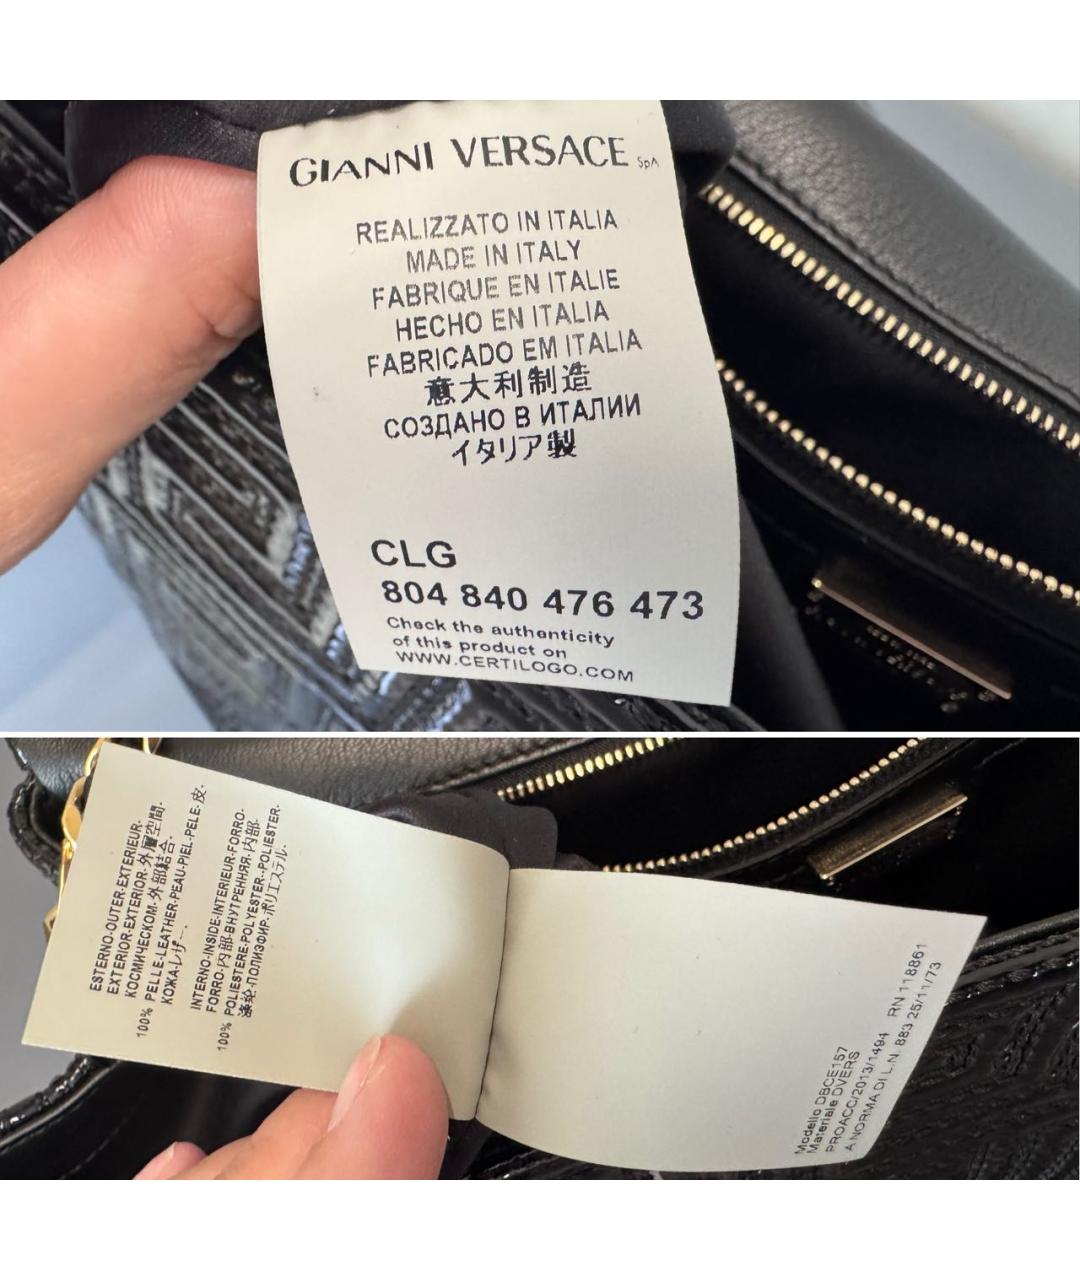 GIANNI VERSACE SpA
REALIZZATO IN ITALIA
MADE IN ITALY
FABRIQUE EN ITALIE
HECHO EN ITALIA
FABRICADO EM ITALIA
意大利制造
СОЗДАНО В ИТАЛИИ
イタリア製
CLG
804 840 476 473
Check the authenticity
of this product on
WWW.CERTILOGO.COM
ESTERNO-OUTER-EXTERIEUR-
EXTERIOR-EXTERIOR-外層空間-
КОСМИЧЕСКОМ-外部結合-
100% PELLE-LEATHER-PEAU-PIEL-PELE-皮-
КОЖА-レザー-
INTERNO-INSIDE-INTERIEUR-FORRO-
FORRO-内部-ВНУТРЕННЯЯ-内部-
100% POLIESTERE-POLYESTER--POLIESTER-
涤纶-ПОЛИЭФИР-ポリエステル-
Modello DBCE157
Materiale DVERS
PROACC/2013/1494 RN 118861
A NORMA DI L.N. 883 25/11/73